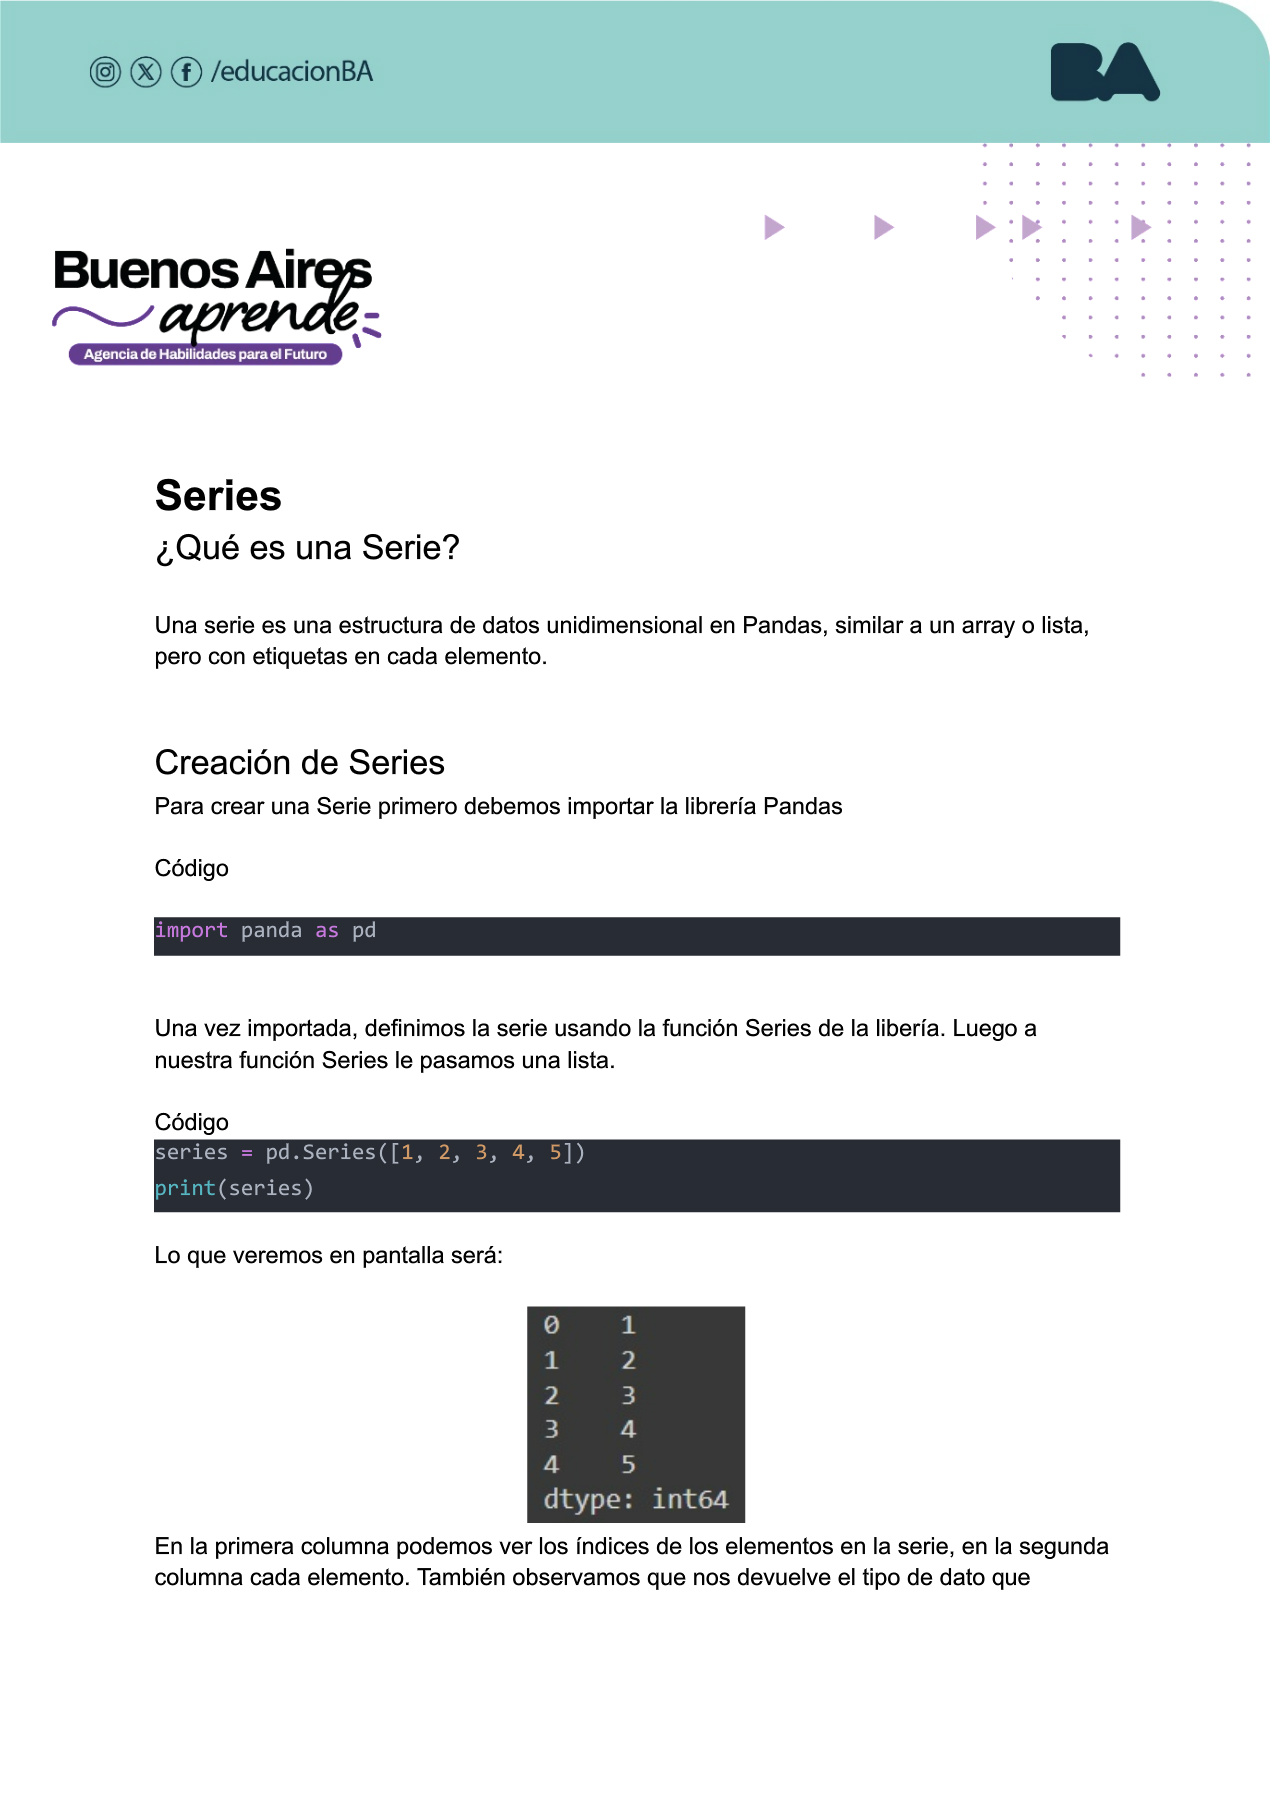 /educacionBA
BA
Buenos Aires
aprende
Agencia de Habilidades para el Futuro
Series
¿Qué es una Serie?
Una serie es una estructura de datos unidimensional en Pandas, similar a un array o lista,
pero con etiquetas en cada elemento.
Creación de Series
Para crear una Serie primero debemos importar la librería Pandas
Código
import panda as pd
Una vez importada, definimos la serie usando la función Series de la libería. Luego a
nuestra función Series le pasamos una lista.
Código
series = pd.Series([1, 2, 3, 4, 5])
print(series)
Lo que veremos en pantalla será:
0 1
1 2
2 3
3 4
4 5
dtype: int64
En la primera columna podemos ver los índices de los elementos en la serie, en la segunda
columna cada elemento. También observamos que nos devuelve el tipo de dato que